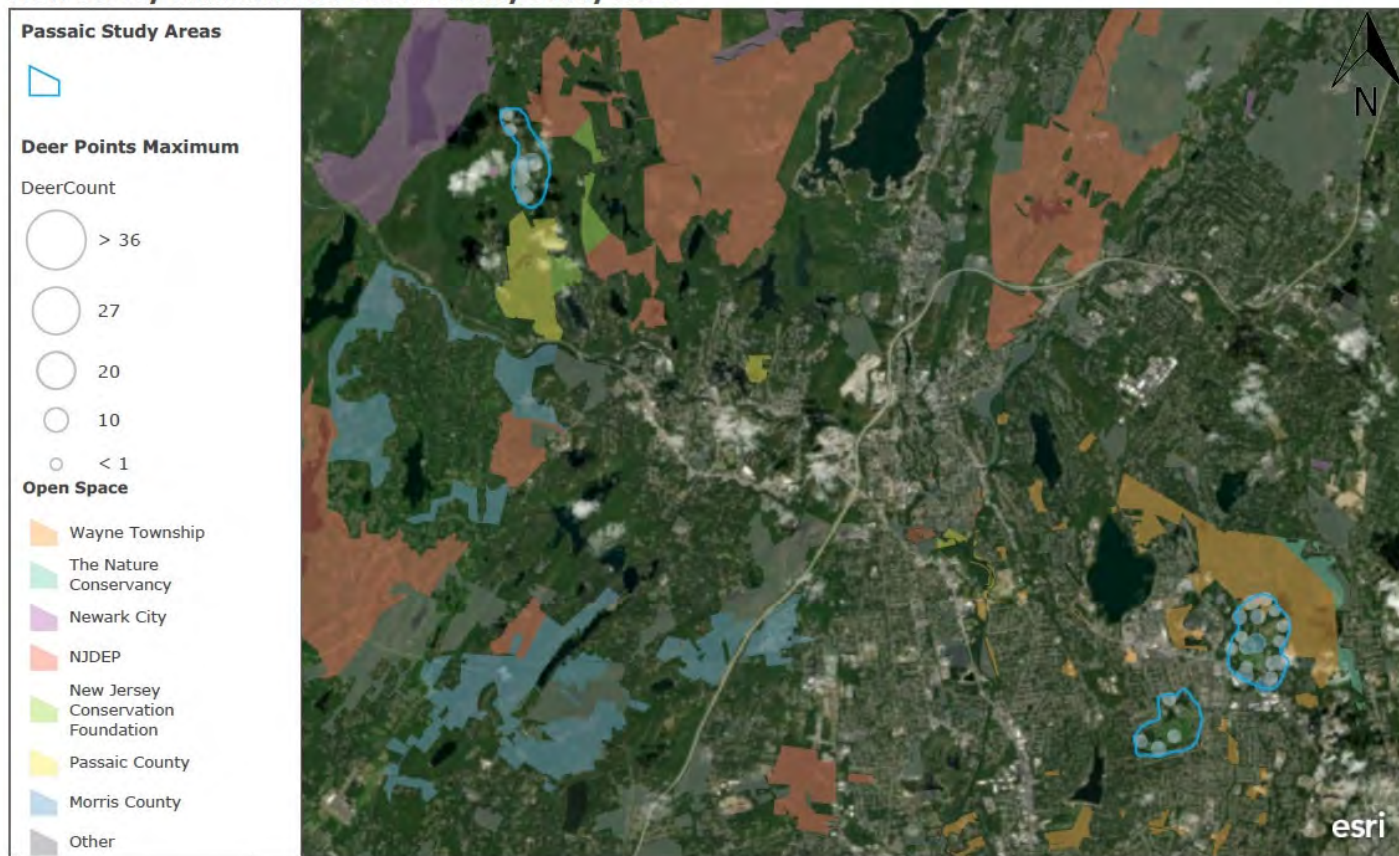 Passaic Study Areas
Deer Points Maximum
DeerCount
> 36
27
20
10
< 1
Open Space
Wayne Township
The Nature
Conservancy
Newark City
NJDEP
New Jersey
Conservation
Foundation
Passaic County
Morris County
Other
N
esri